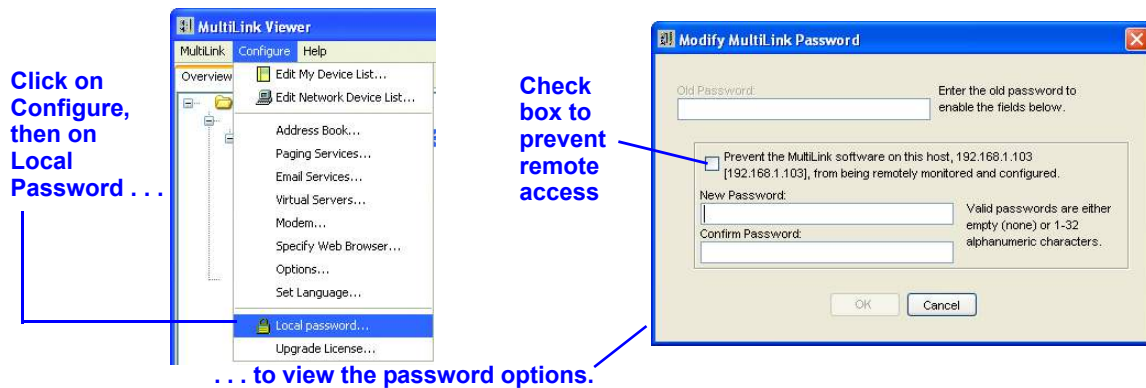 MultiLink Viewer
MultiLink Configure Help
Overview
Edit My Device List...
Edit Network Device List...
Address Book...
Paging Services...
Email Services...
Virtual Servers...
Modem...
Specify Web Browser...
Options...
Set Language...
Local password...
Upgrade License...
Click on
Configure,
then on
Local
Password . . .
. . . to view the password options.
Check
box to
prevent
remote
access
Modify MultiLink Password
Old Password:
Enter the old password to
enable the fields below.
Prevent the MultiLink software on this host, 192.168.1.103
[192.168.1.103], from being remotely monitored and configured.
New Password:
Confirm Password:
Valid passwords are either
empty (none) or 1-32
alphanumeric characters.
OK
Cancel